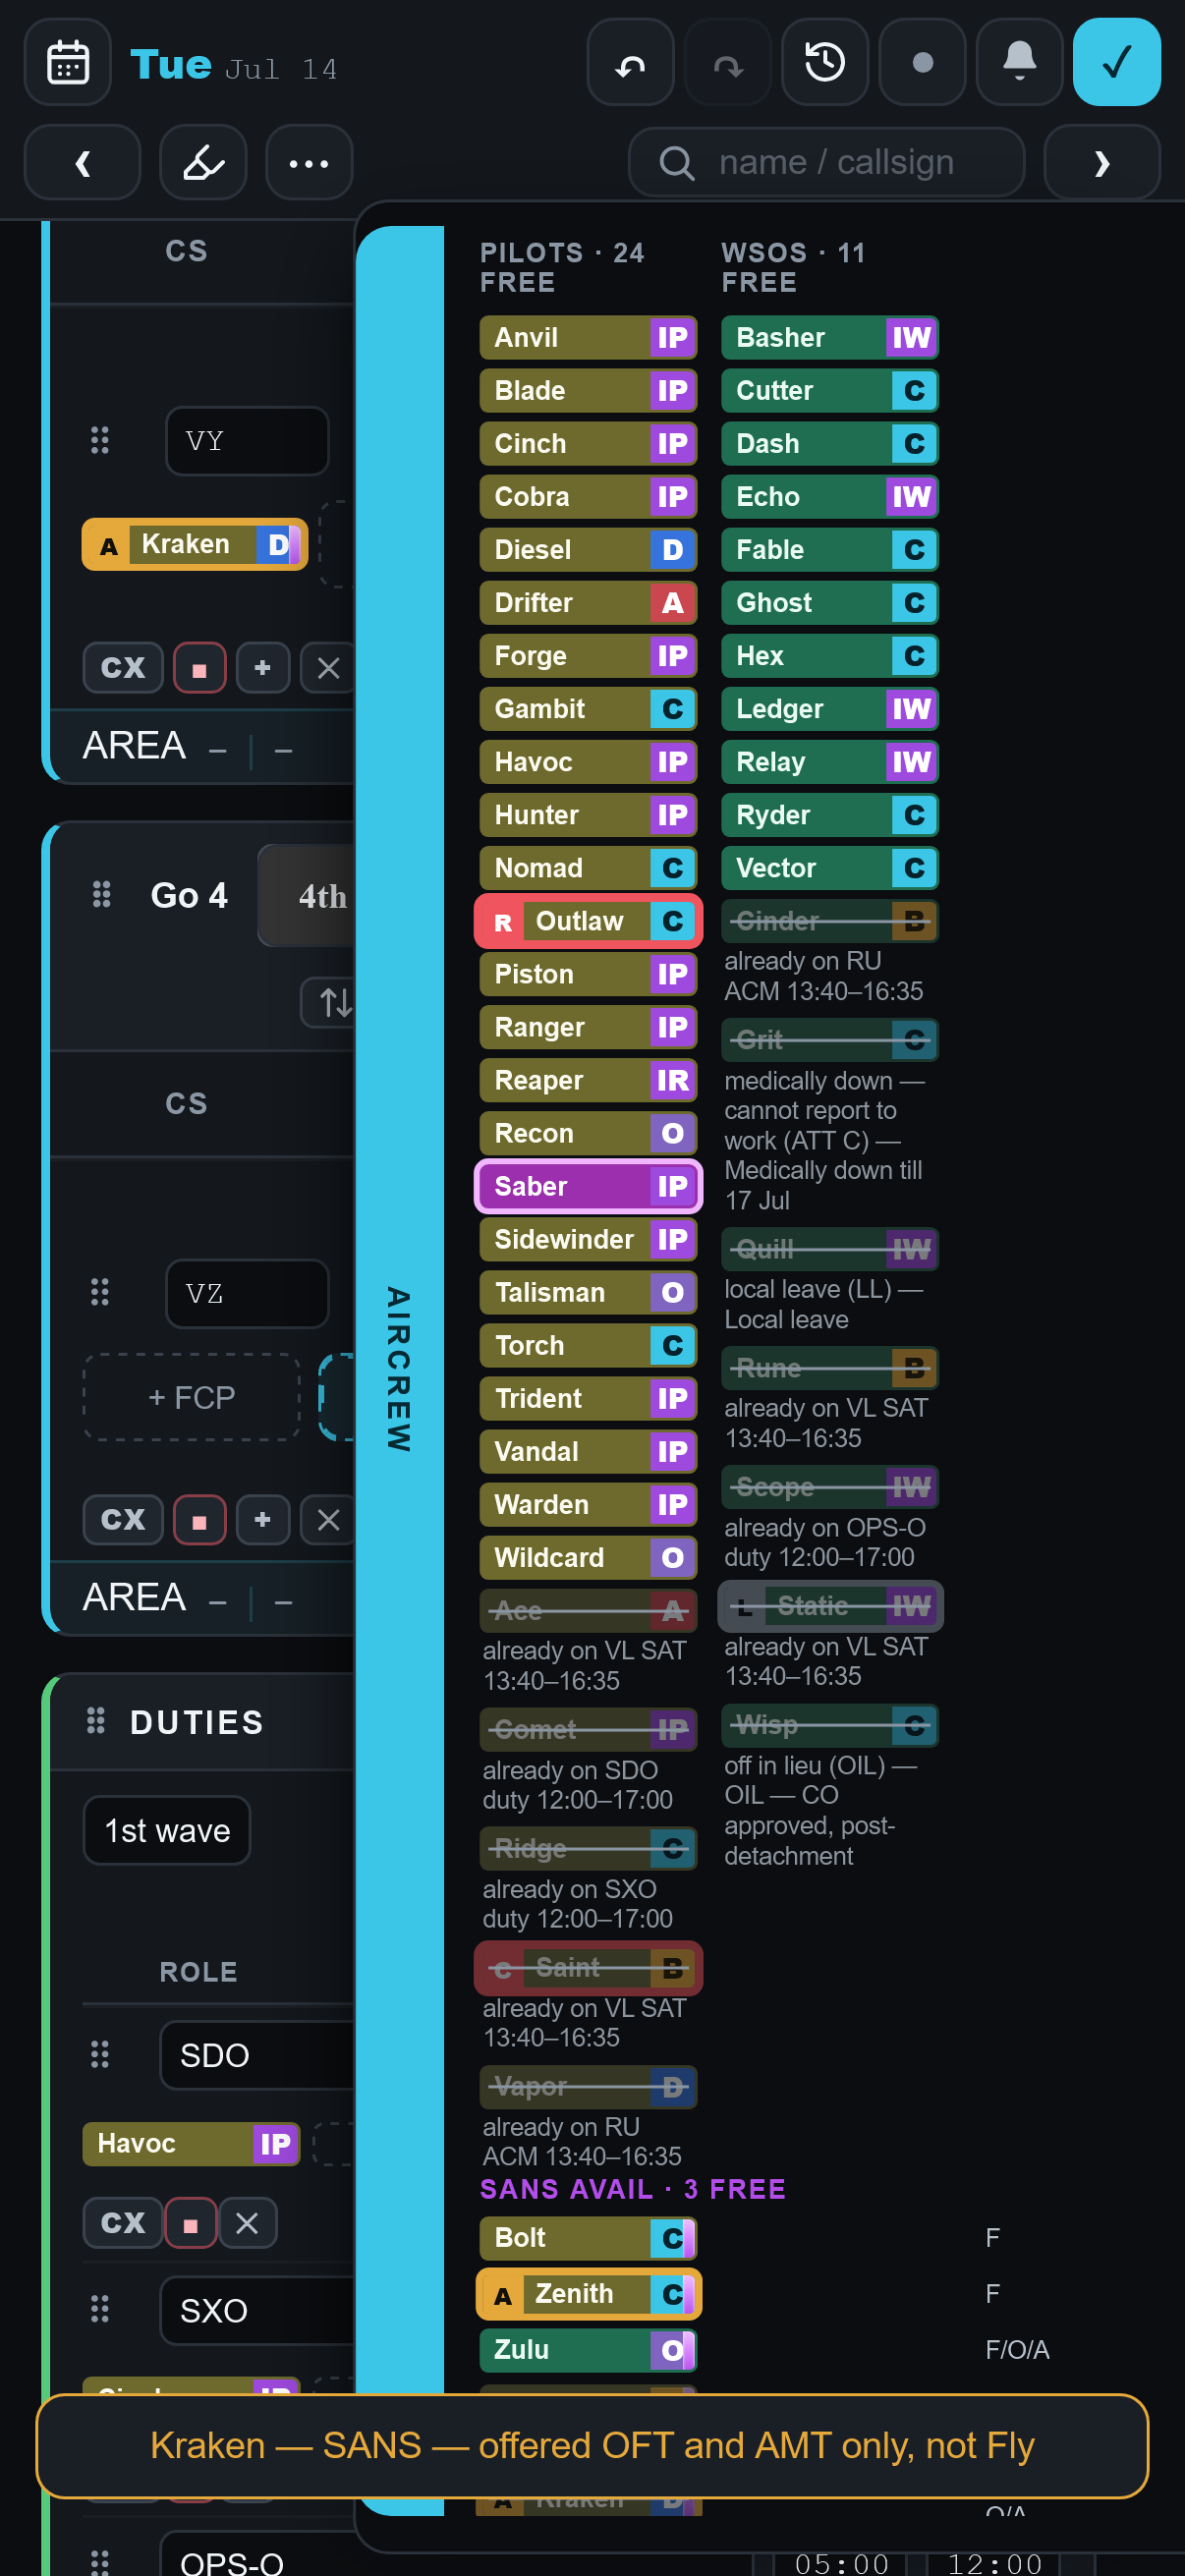 Tue Jul 14
name / callsign
CS
VY
A Kraken D
CX + ×
AREA – | –
Go 4 4th
CS
VZ
+ FCP
CX + ×
AREA – | –
DUTIES
1st wave
ROLE
SDO
Havoc IP
CX ×
SXO
OPS-O
AIRCREW
PILOTS · 24
FREE
Anvil IP
Blade IP
Cinch IP
Cobra IP
Diesel D
Drifter A
Forge IP
Gambit C
Havoc IP
Hunter IP
Nomad C
R Outlaw C
Piston IP
Ranger IP
Reaper IR
Recon O
Saber IP
Sidewinder IP
Talisman O
Torch C
Trident IP
Vandal IP
Warden IP
Wildcard O
Ace A
already on VL SAT
13:40–16:35
Comet IP
already on SDO
duty 12:00–17:00
Ridge C
already on SXO
duty 12:00–17:00
C Saint B
already on VL SAT
13:40–16:35
Vapor D
already on RU
ACM 13:40–16:35
WSOS · 11
FREE
Basher IW
Cutter C
Dash C
Echo IW
Fable C
Ghost C
Hex C
Ledger IW
Relay IW
Ryder C
Vector C
Cinder B
already on RU
ACM 13:40–16:35
Grit C
medically down —
cannot report to
work (ATT C) —
Medically down till
17 Jul
Quill IW
local leave (LL) —
Local leave
Rune B
already on VL SAT
13:40–16:35
Scope IW
already on OPS-O
duty 12:00–17:00
L Static IW
already on VL SAT
13:40–16:35
Wisp C
off in lieu (OIL) —
OIL — CO
approved, post-
detachment
SANS AVAIL · 3 FREE
Bolt C F
A Zenith C F
Zulu O F/O/A
Kraken — SANS — offered OFT and AMT only, not Fly
A Kraken D O/A
05:00 12:00